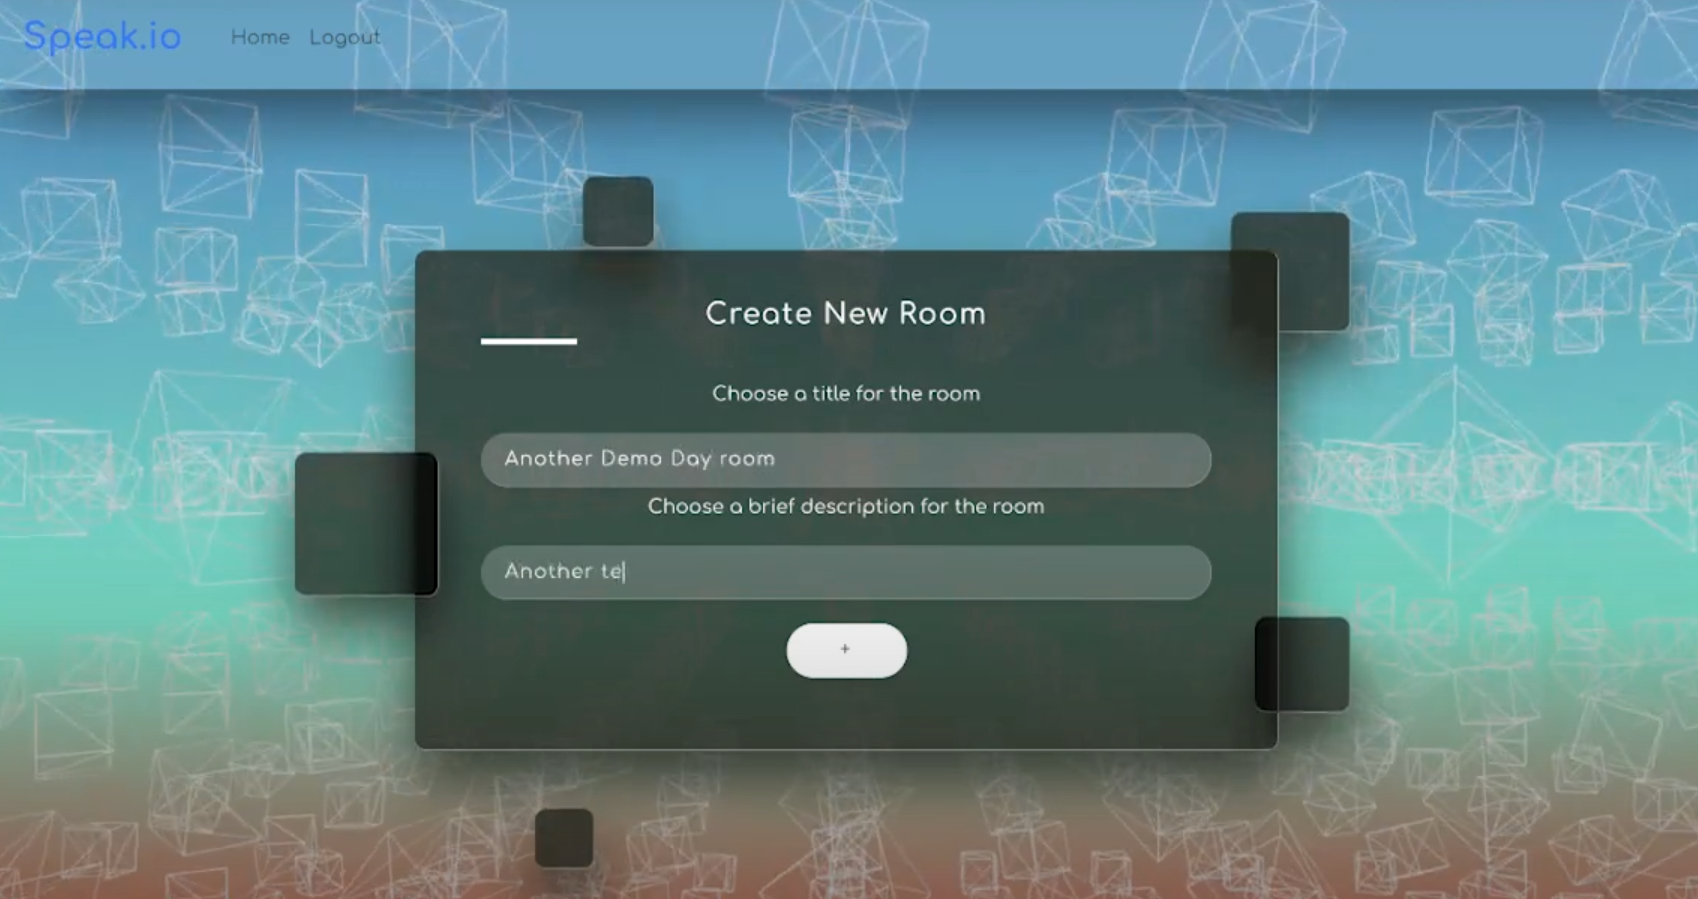 Speak.io Home Logout
Create New Room
Choose a title for the room
Another Demo Day room
Choose a brief description for the room
Another te
+